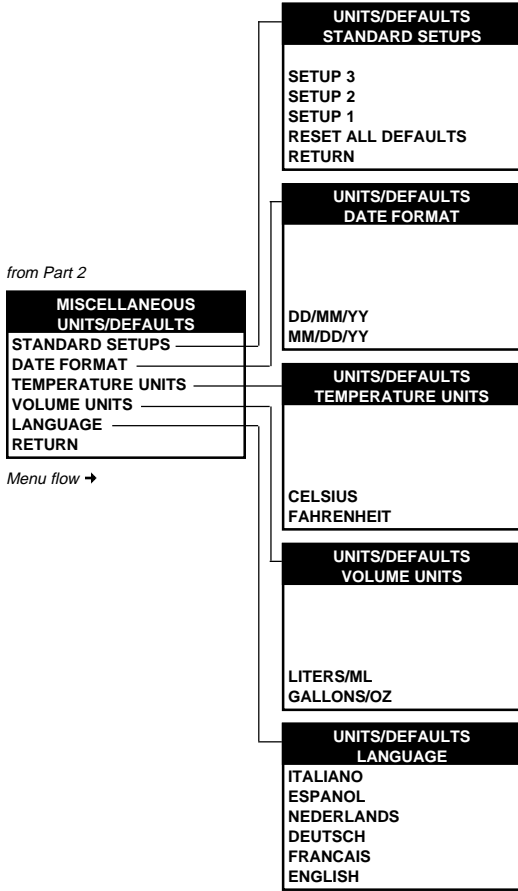 from Part 2
MISCELLANEOUS
UNITS/DEFAULTS
STANDARD SETUPS
DATE FORMAT
TEMPERATURE UNITS
VOLUME UNITS
LANGUAGE
RETURN
Menu flow →
UNITS/DEFAULTS
STANDARD SETUPS
SETUP 3
SETUP 2
SETUP 1
RESET ALL DEFAULTS
RETURN
UNITS/DEFAULTS
DATE FORMAT
DD/MM/YY
MM/DD/YY
UNITS/DEFAULTS
TEMPERATURE UNITS
CELSIUS
FAHRENHEIT
UNITS/DEFAULTS
VOLUME UNITS
LITERS/ML
GALLONS/OZ
UNITS/DEFAULTS
LANGUAGE
ITALIANO
ESPANOL
NEDERLANDS
DEUTSCH
FRANCAIS
ENGLISH